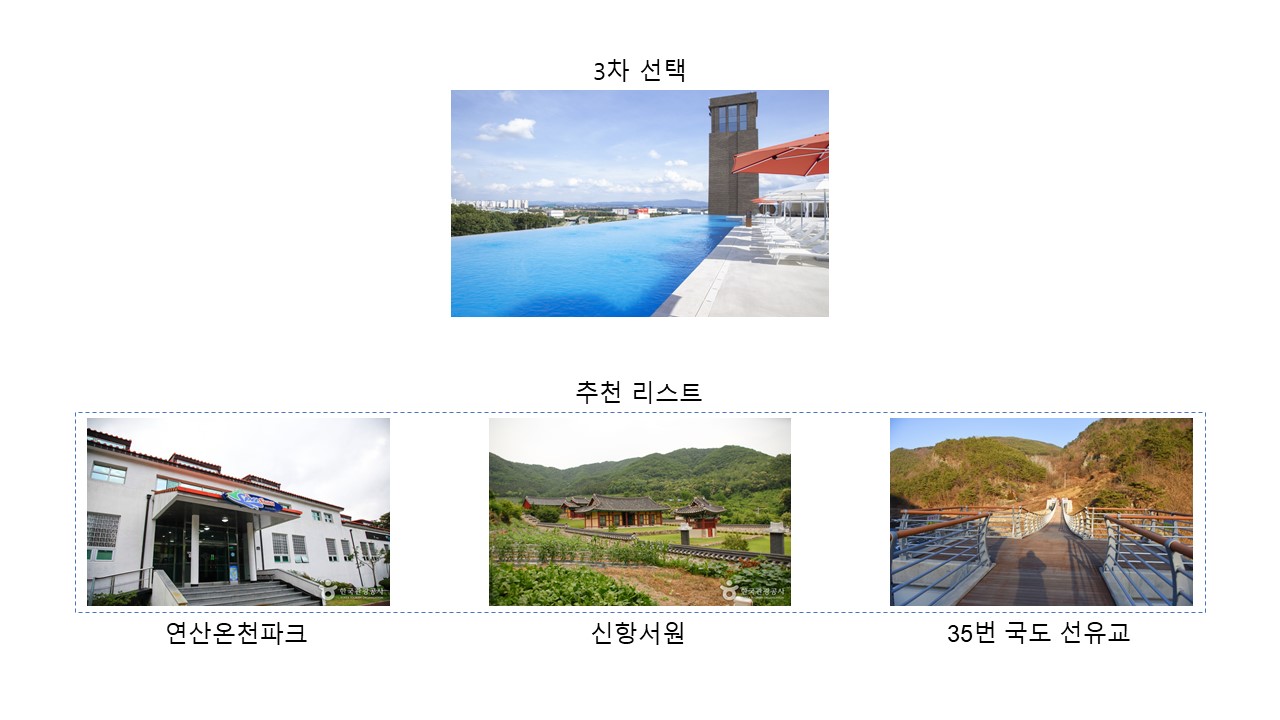 3차 선택
추천 리스트
한국관광공사
한국관광공사
연산온천파크
신항서원
35번 국도 선유교